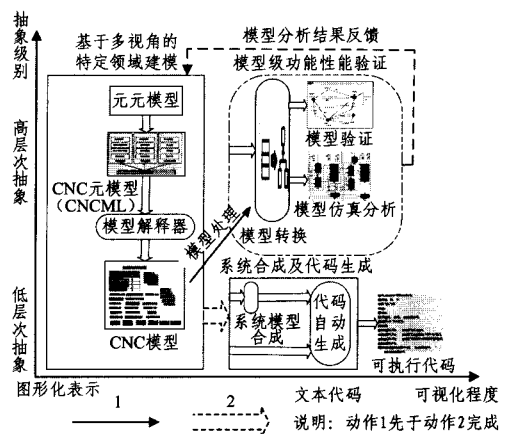 抽象
级别
高层次抽象
低层次抽象
基于多视角的
特定领域建模
元元模型
CNC元模型
（CNCML）
模型解释器
CNC模型
模型处理
模型分析结果反馈
模型级功能性能验证
模型验证
模型仿真分析
模型转换
系统合成及代码生成
系统模型
合成
代码
自动
生成
可执行代码
图形化表示
文本代码
可视化程度
1
2
说明：动作1先于动作2完成